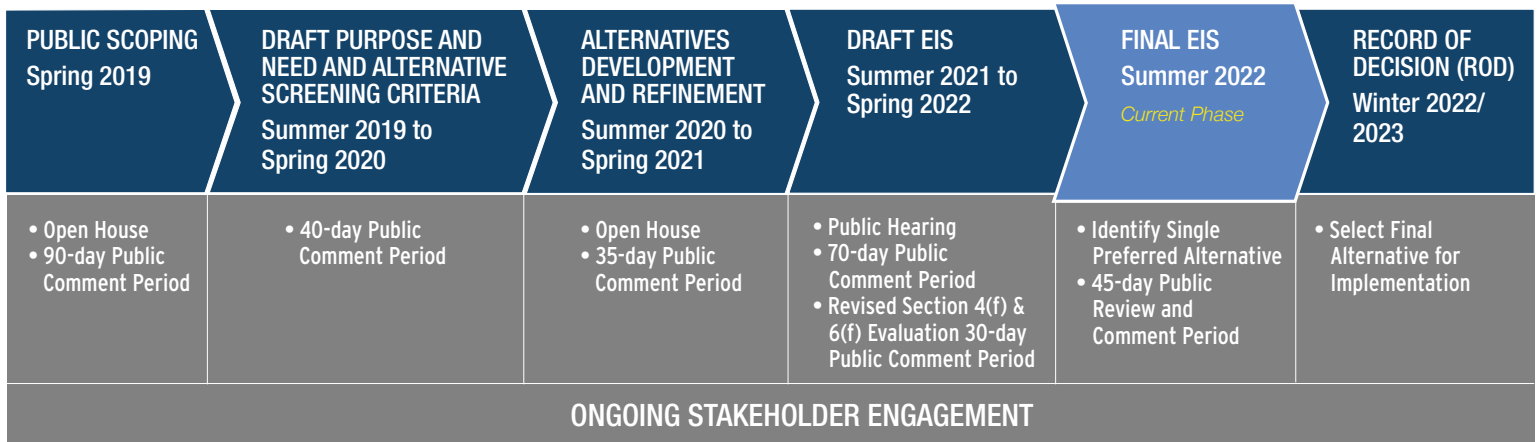 PUBLIC SCOPING
Spring 2019
DRAFT PURPOSE AND
NEED AND ALTERNATIVE
SCREENING CRITERIA
Summer 2019 to
Spring 2020
ALTERNATIVES
DEVELOPMENT
AND REFINEMENT
Summer 2020 to
Spring 2021
DRAFT EIS
Summer 2021 to
Spring 2022
FINAL EIS
Summer 2022
Current Phase
RECORD OF
DECISION (ROD)
Winter 2022/
2023
• Open House
• 90-day Public
Comment Period
• 40-day Public
Comment Period
• Open House
• 35-day Public
Comment Period
• Public Hearing
• 70-day Public
Comment Period
• Revised Section 4(f) &
6(f) Evaluation 30-day
Public Comment Period
• Identify Single
Preferred Alternative
• 45-day Public
Review and
Comment Period
• Select Final
Alternative for
Implementation
ONGOING STAKEHOLDER ENGAGEMENT